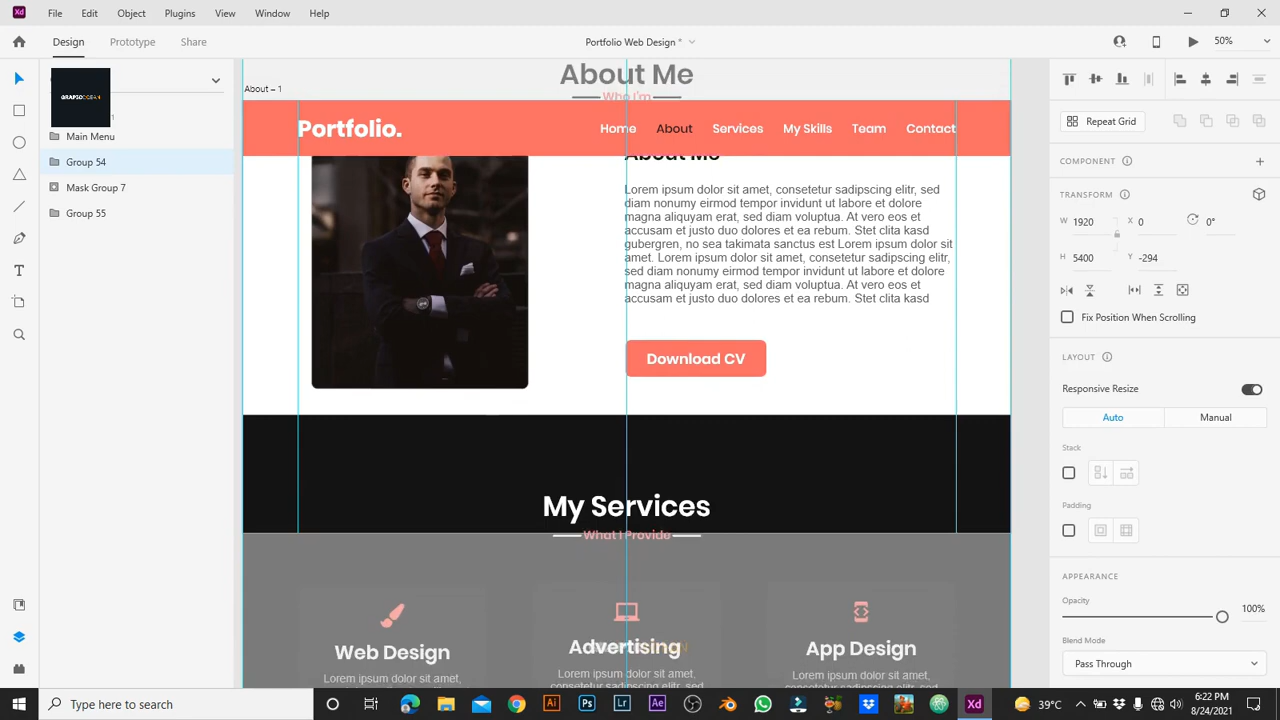 File Edit Object Plugins View Window Help
Design Prototype Share
Portfolio Web Design *
50%
About Me
Who I'm
About – 1
Portfolio.
Home About Services My Skills Team Contact
Main Menu
Group 54
Mask Group 7
Group 55
About Me
Lorem ipsum dolor sit amet, consetetur sadipscing elitr, sed
diam nonumy eirmod tempor invidunt ut labore et dolore
magna aliquyam erat, sed diam voluptua. At vero eos et
accusam et justo duo dolores et ea rebum. Stet clita kasd
gubergren, no sea takimata sanctus est Lorem ipsum dolor sit
amet. Lorem ipsum dolor sit amet, consetetur sadipscing elitr,
sed diam nonumy eirmod tempor invidunt ut labore et dolore
magna aliquyam erat, sed diam voluptua. At vero eos et
accusam et justo duo dolores et ea rebum. Stet clita kasd
Download CV
My Services
What I Provide
Web Design
Lorem ipsum dolor sit amet,
Advertising
Lorem ipsum dolor sit amet,
consetetur sadipscing elitr, sed
App Design
Lorem ipsum dolor sit amet,
Repeat Grid
COMPONENT
TRANSFORM
W 1920 X 0 0°
H 5400 Y -294
Fix Position When Scrolling
LAYOUT
Responsive Resize
Auto Manual
Stack
Padding
APPEARANCE
Opacity
100%
Blend Mode
Pass Through
Type here to search
39°C
6:22 PM
8/24/2021